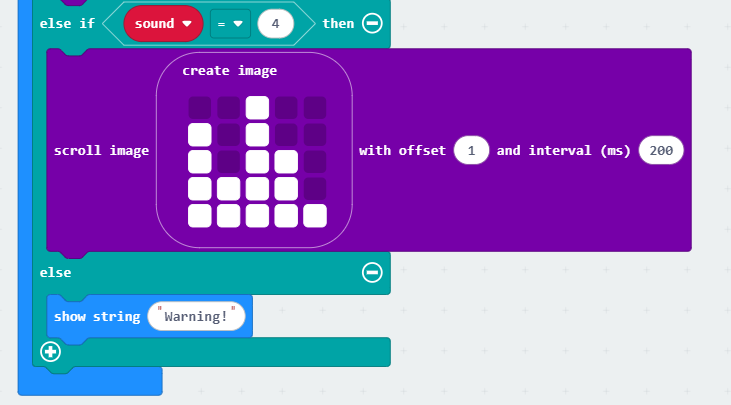 else if sound = 4 then
create image
scroll image with offset 1 and interval (ms) 200
else
show string "Warning!"